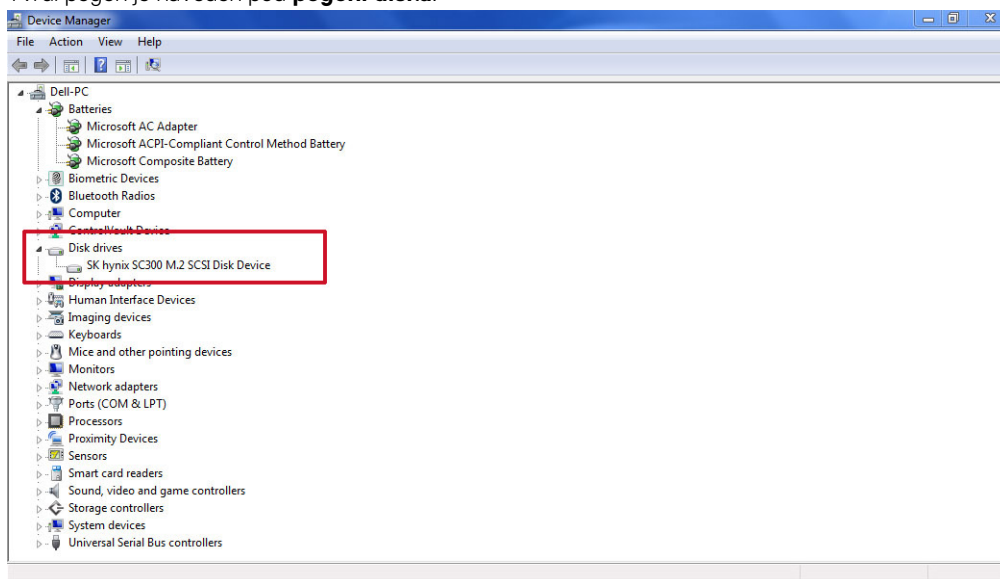 Device Manager
File Action View Help
Dell-PC
Batteries
Microsoft AC Adapter
Microsoft ACPI-Compliant Control Method Battery
Microsoft Composite Battery
Biometric Devices
Bluetooth Radios
Computer
ControlVault Device
Disk drives
SK hynix SC300 M.2 SCSI Disk Device
Display adapters
Human Interface Devices
Imaging devices
Keyboards
Mice and other pointing devices
Monitors
Network adapters
Ports (COM & LPT)
Processors
Proximity Devices
Sensors
Smart card readers
Sound, video and game controllers
Storage controllers
System devices
Universal Serial Bus controllers